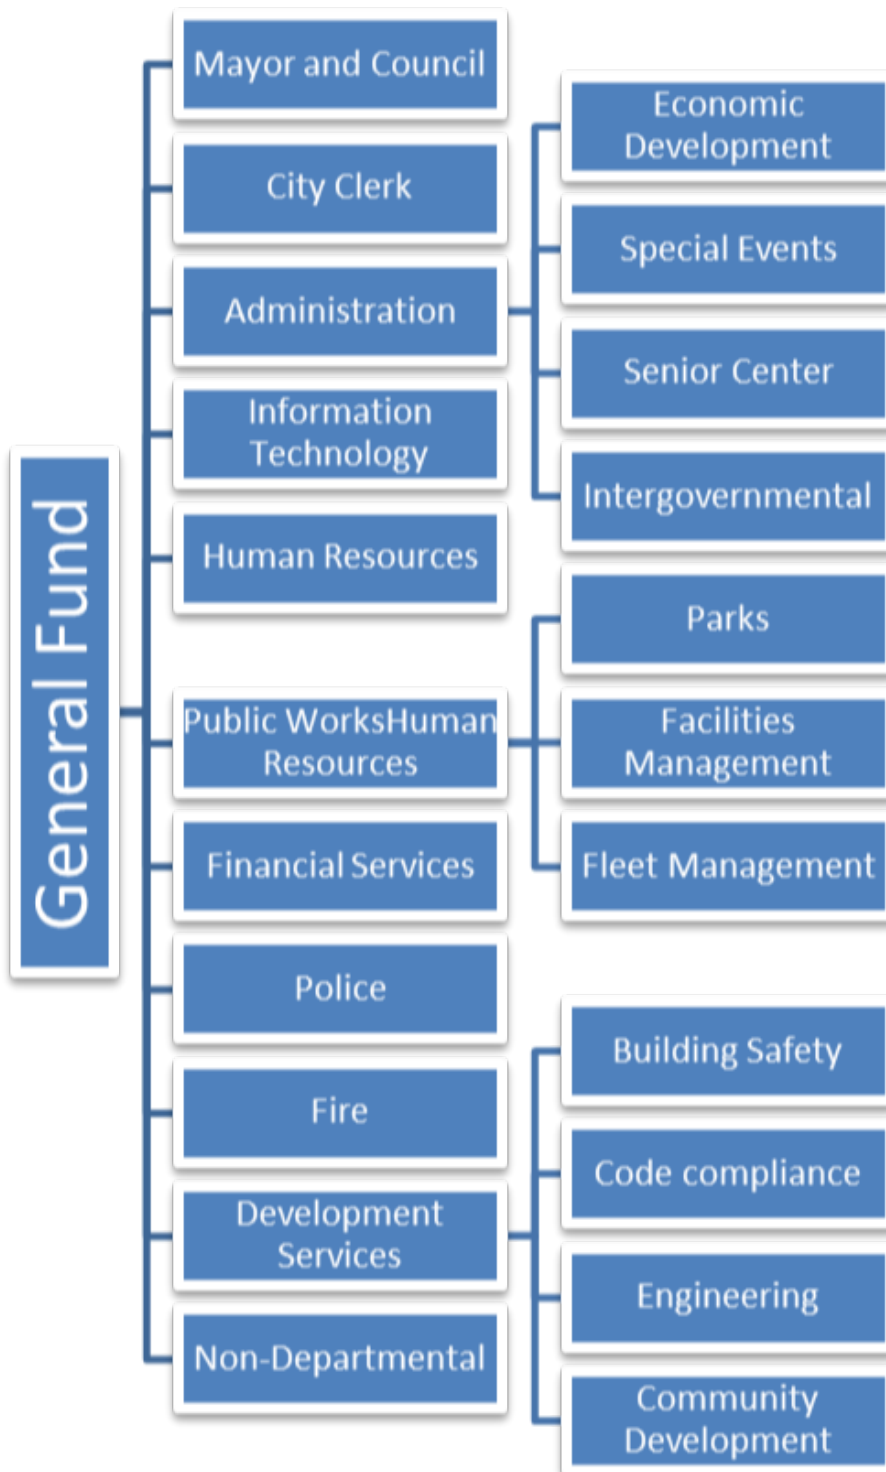 General Fund
Mayor and Council
City Clerk
Administration
Economic
Development
Special Events
Senior Center
Intergovernmental
Information
Technology
Human Resources
Public WorksHuman
Resources
Parks
Facilities
Management
Fleet Management
Financial Services
Police
Fire
Development
Services
Building Safety
Code compliance
Engineering
Community
Development
Non-Departmental